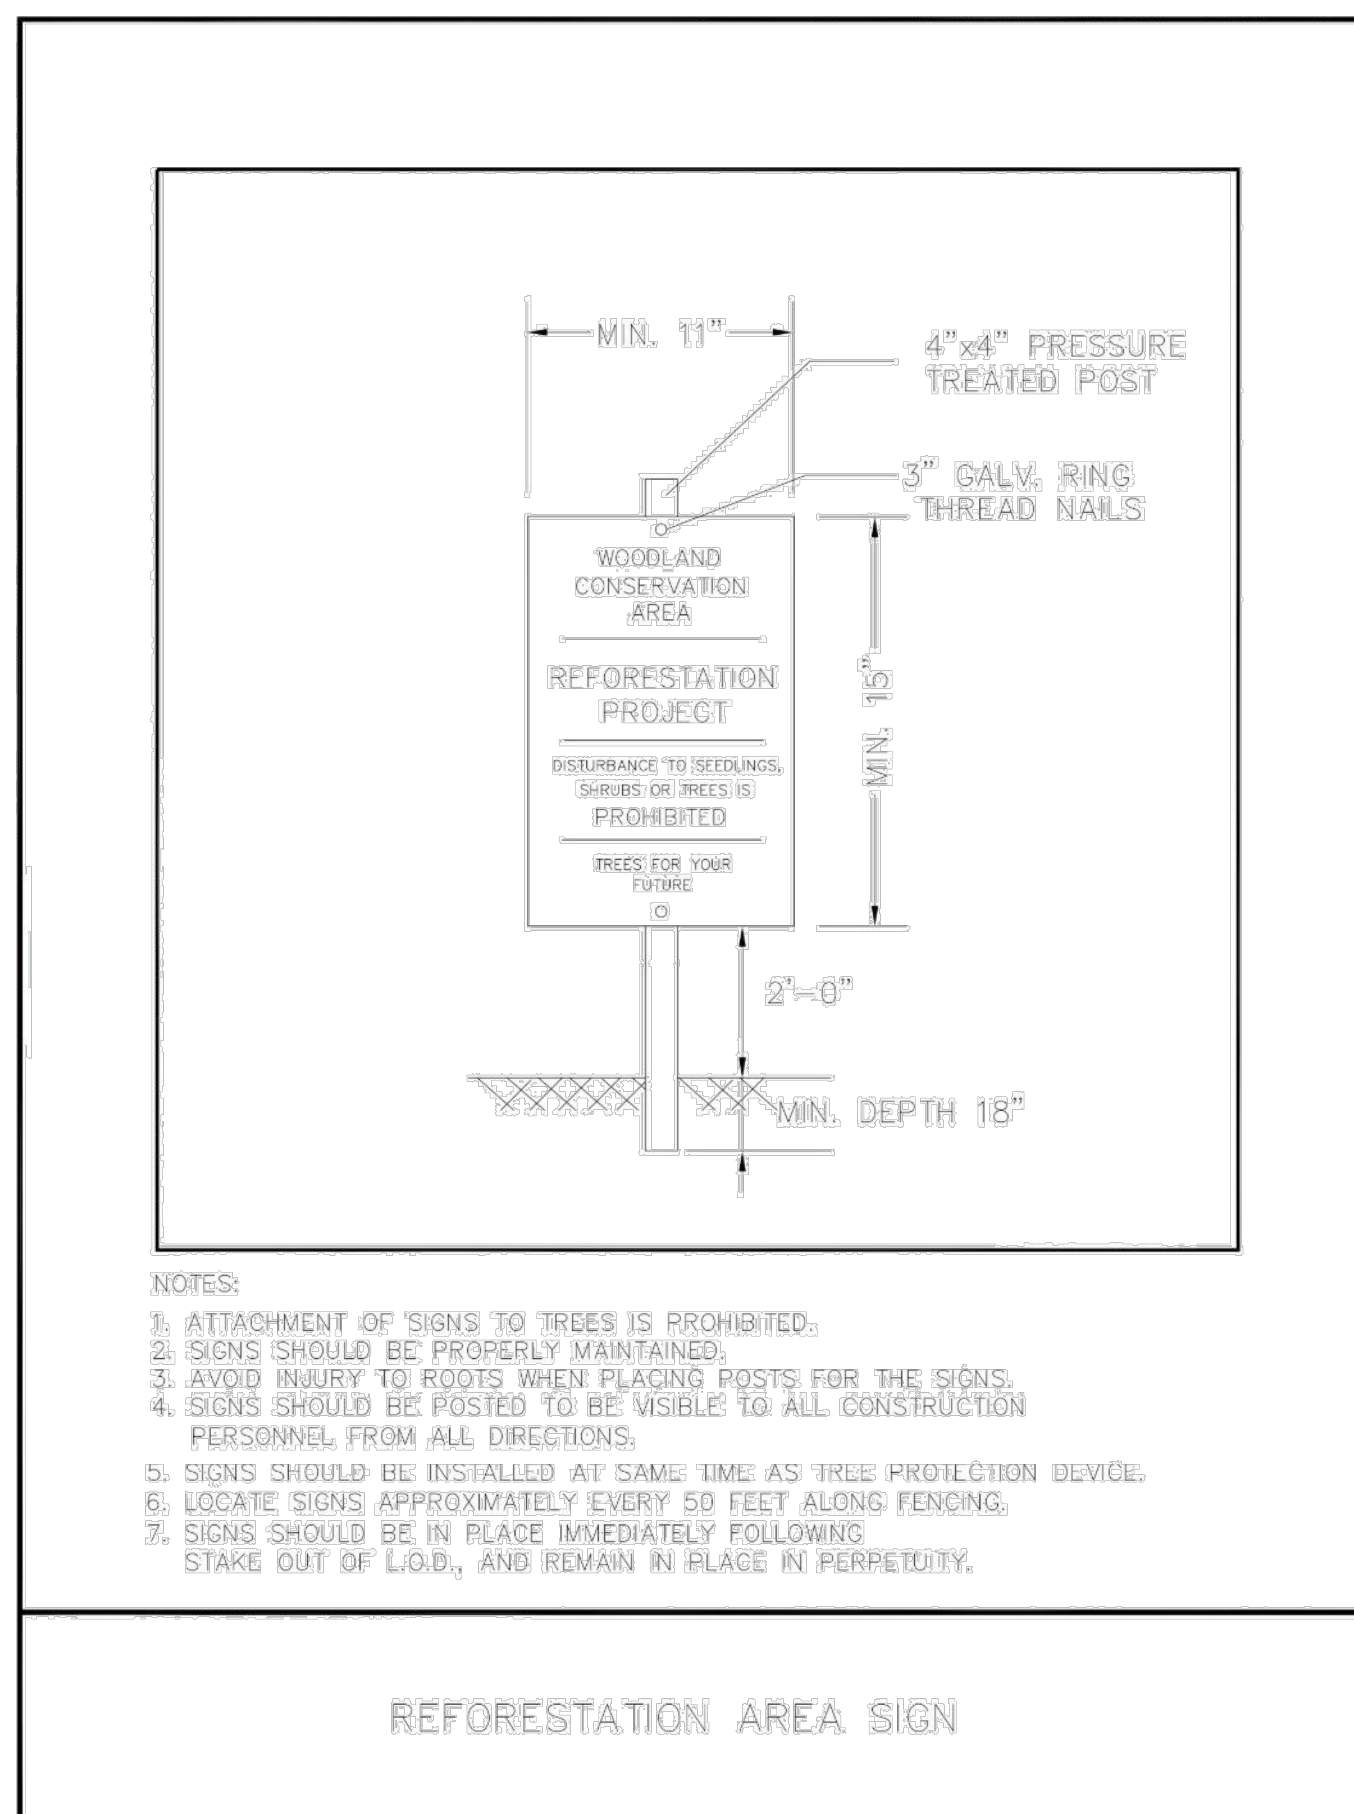 MIN. 11"
4"x4" PRESSURE
TREATED POST
3" GALV. RING
THREAD NAILS
WOODLAND
CONSERVATION
AREA
REFORESTATION
PROJECT
DISTURBANCE TO SEEDLINGS,
SHRUBS OR TREES IS
PROHIBITED
TREES FOR YOUR
FUTURE
MIN. 15"
2'-0"
MIN. DEPTH 18"
NOTES:
1. ATTACHMENT OF SIGNS TO TREES IS PROHIBITED.
2. SIGNS SHOULD BE PROPERLY MAINTAINED.
3. AVOID INJURY TO ROOTS WHEN PLACING POSTS FOR THE SIGNS.
4. SIGNS SHOULD BE POSTED TO BE VISIBLE TO ALL CONSTRUCTION
PERSONNEL FROM ALL DIRECTIONS.
5. SIGNS SHOULD BE INSTALLED AT SAME TIME AS TREE PROTECTION DEVICE.
6. LOCATE SIGNS APPROXIMATELY EVERY 50 FEET ALONG FENCING.
7. SIGNS SHOULD BE IN PLACE IMMEDIATELY FOLLOWING
STAKE OUT OF L.O.D., AND REMAIN IN PLACE IN PERPETUITY.
REFORESTATION AREA SIGN